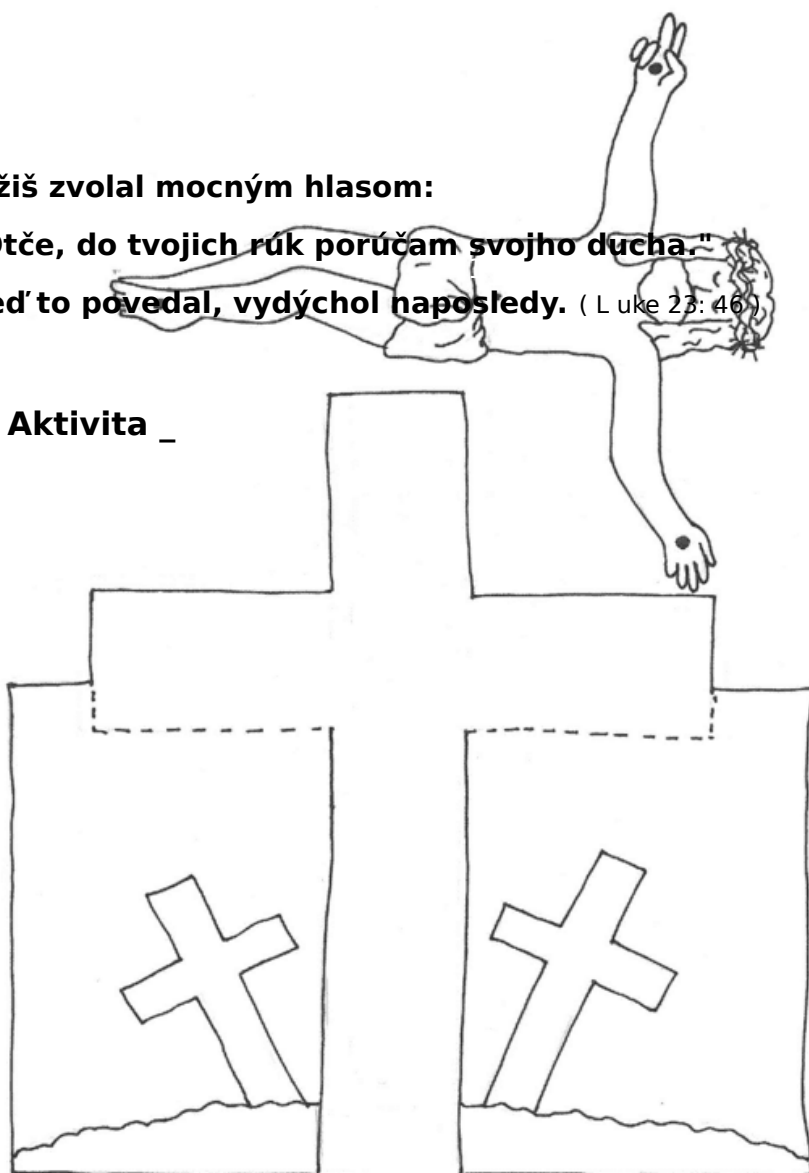 žiš zvolal mocným hlasom:
Otče, do tvojich rúk porúčam svojho ducha."
eď to povedal, vydýchol naposledy. ( L uke 23: 46 )
Aktivita _